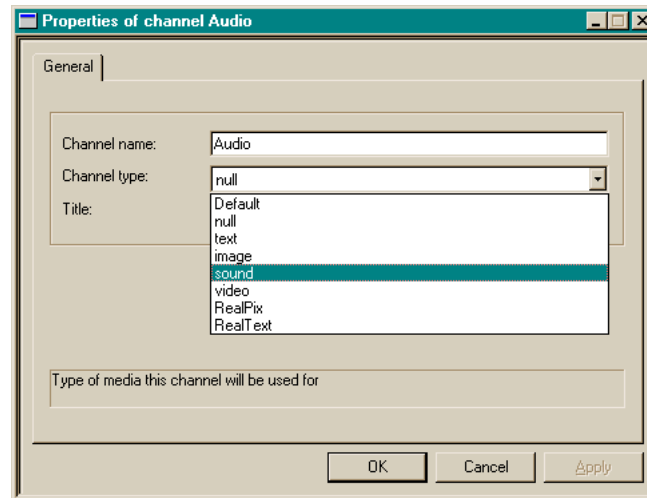 Properties of channel Audio
General
Channel name:
Audio
Channel type:
null
Title:
Default
null
text
image
sound
video
RealPix
RealText
Type of media this channel will be used for
OK
Cancel
Apply